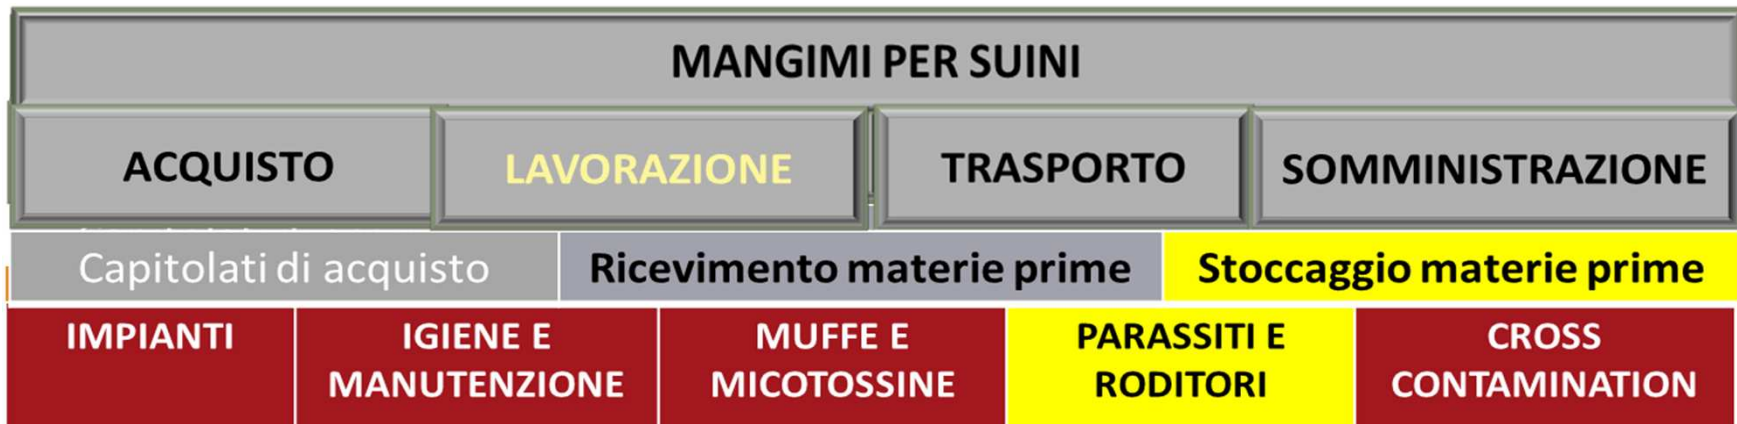 MANGIMI PER SUINI
ACQUISTO LAVORAZIONE TRASPORTO SOMMINISTRAZIONE
Capitolati di acquisto Ricevimento materie prime Stoccaggio materie prime
IMPIANTI IGIENE E MUFFE E PARASSITI E CROSS
MANUTENZIONE MICOTOSSINE RODITORI CONTAMINATION